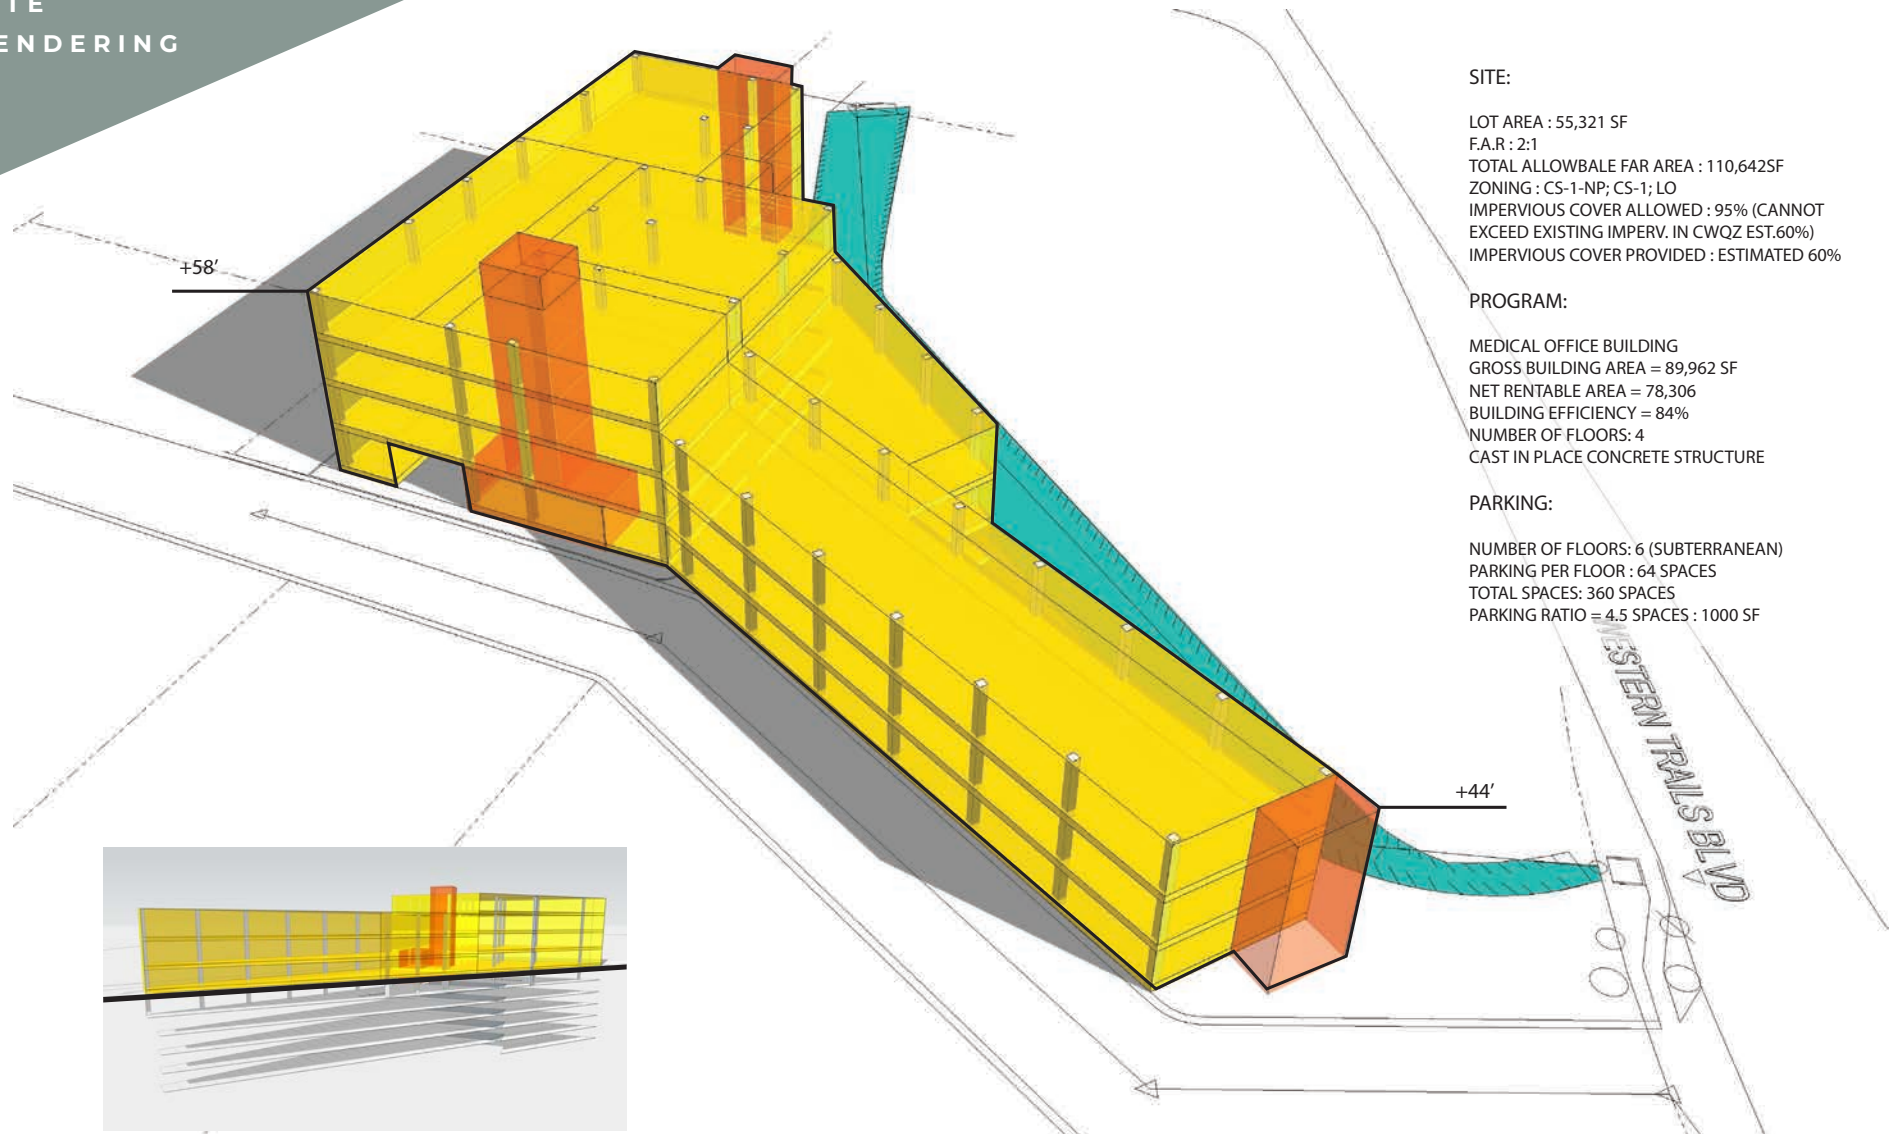 ITE
ENDERING
SITE:
LOT AREA : 55,321 SF
F.A.R : 2:1
TOTAL ALLOWBALE FAR AREA : 110,642SF
ZONING : CS-1-NP; CS-1; LO
IMPERVIOUS COVER ALLOWED : 95% (CANNOT
EXCEED EXISTING IMPERV. IN CWQZ EST.60%)
IMPERVIOUS COVER PROVIDED : ESTIMATED 60%
PROGRAM:
MEDICAL OFFICE BUILDING
GROSS BUILDING AREA = 89,962 SF
NET RENTABLE AREA = 78,306
BUILDING EFFICIENCY = 84%
NUMBER OF FLOORS: 4
CAST IN PLACE CONCRETE STRUCTURE
PARKING:
NUMBER OF FLOORS: 6 (SUBTERRANEAN)
PARKING PER FLOOR : 64 SPACES
TOTAL SPACES: 360 SPACES
PARKING RATIO = 4.5 SPACES : 1000 SF
+58'
+44'
WESTERN TRAILS BLVD